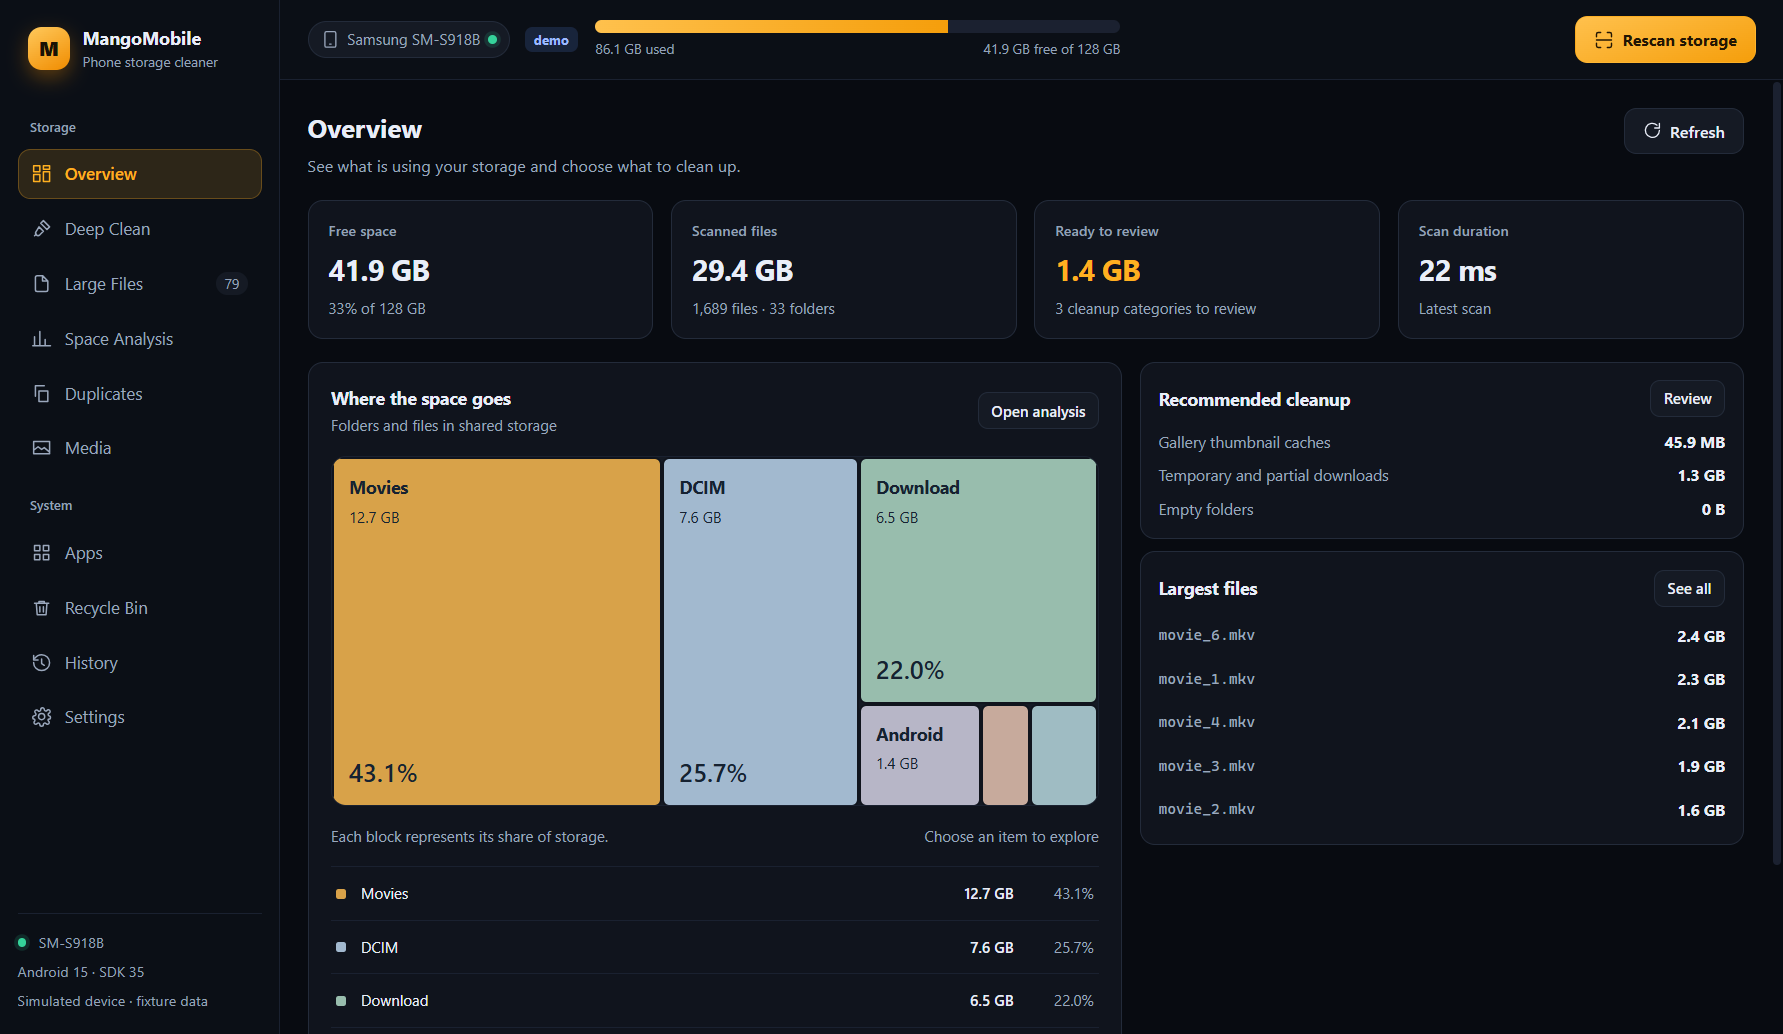 M
MangoMobile
Phone storage cleaner
Storage
Overview
Deep Clean
Large Files 79
Space Analysis
Duplicates
Media
System
Apps
Recycle Bin
History
Settings
SM-S918B
Android 15 · SDK 35
Simulated device · fixture data
Samsung SM-S918B
demo
86.1 GB used
41.9 GB free of 128 GB
Rescan storage
Overview
See what is using your storage and choose what to clean up.
Refresh
Free space
41.9 GB
33% of 128 GB
Scanned files
29.4 GB
1,689 files · 33 folders
Ready to review
1.4 GB
3 cleanup categories to review
Scan duration
22 ms
Latest scan
Where the space goes
Folders and files in shared storage
Open analysis
Movies
12.7 GB
43.1%
DCIM
7.6 GB
25.7%
Download
6.5 GB
22.0%
Android
1.4 GB
Each block represents its share of storage.
Choose an item to explore
Movies 12.7 GB 43.1%
DCIM 7.6 GB 25.7%
Download 6.5 GB 22.0%
Recommended cleanup
Review
Gallery thumbnail caches 45.9 MB
Temporary and partial downloads 1.3 GB
Empty folders 0 B
Largest files
See all
movie_6.mkv 2.4 GB
movie_1.mkv 2.3 GB
movie_4.mkv 2.1 GB
movie_3.mkv 1.9 GB
movie_2.mkv 1.6 GB